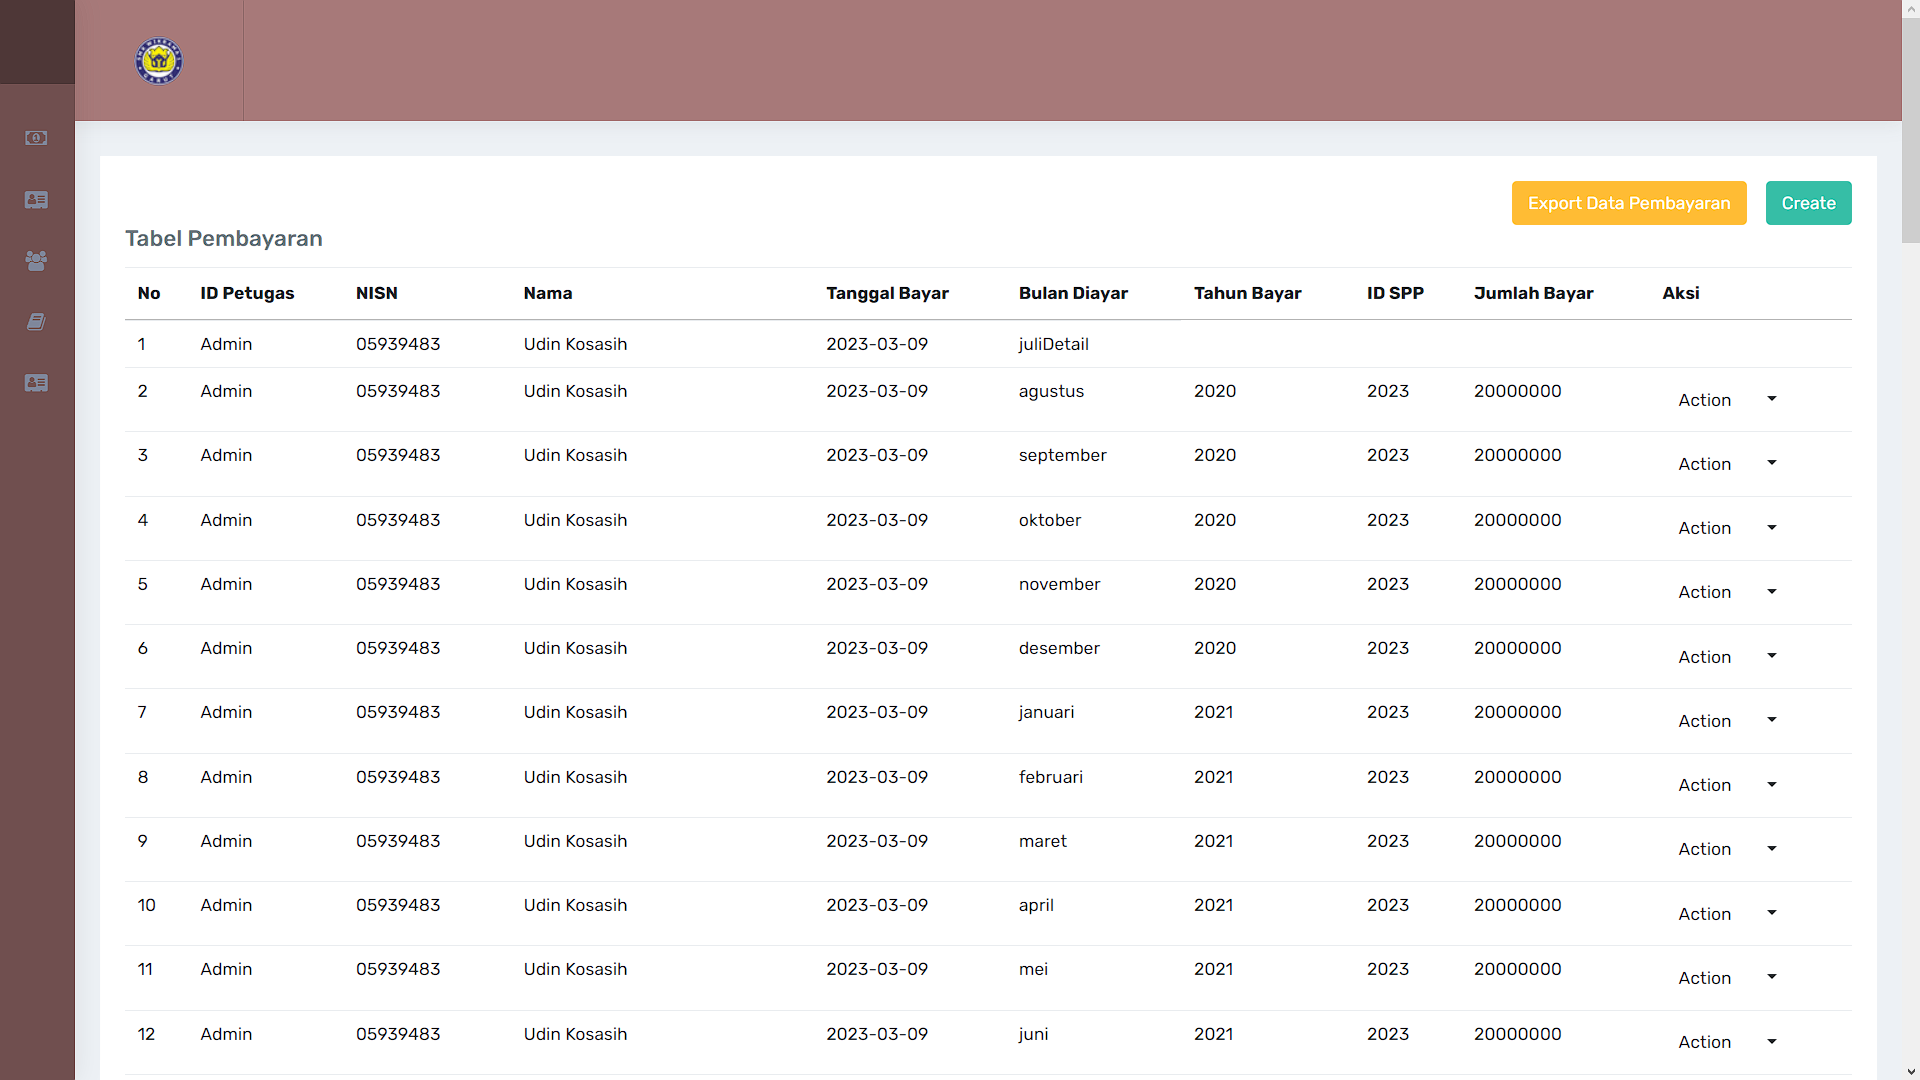 Export Data Pembayaran Create
Tabel Pembayaran
No ID Petugas NISN Nama Tanggal Bayar Bulan Diayar Tahun Bayar ID SPP Jumlah Bayar Aksi
1 Admin 05939483 Udin Kosasih 2023-03-09 juliDetail
2 Admin 05939483 Udin Kosasih 2023-03-09 agustus 2020 2023 20000000 Action
3 Admin 05939483 Udin Kosasih 2023-03-09 september 2020 2023 20000000 Action
4 Admin 05939483 Udin Kosasih 2023-03-09 oktober 2020 2023 20000000 Action
5 Admin 05939483 Udin Kosasih 2023-03-09 november 2020 2023 20000000 Action
6 Admin 05939483 Udin Kosasih 2023-03-09 desember 2020 2023 20000000 Action
7 Admin 05939483 Udin Kosasih 2023-03-09 januari 2021 2023 20000000 Action
8 Admin 05939483 Udin Kosasih 2023-03-09 februari 2021 2023 20000000 Action
9 Admin 05939483 Udin Kosasih 2023-03-09 maret 2021 2023 20000000 Action
10 Admin 05939483 Udin Kosasih 2023-03-09 april 2021 2023 20000000 Action
11 Admin 05939483 Udin Kosasih 2023-03-09 mei 2021 2023 20000000 Action
12 Admin 05939483 Udin Kosasih 2023-03-09 juni 2021 2023 20000000 Action